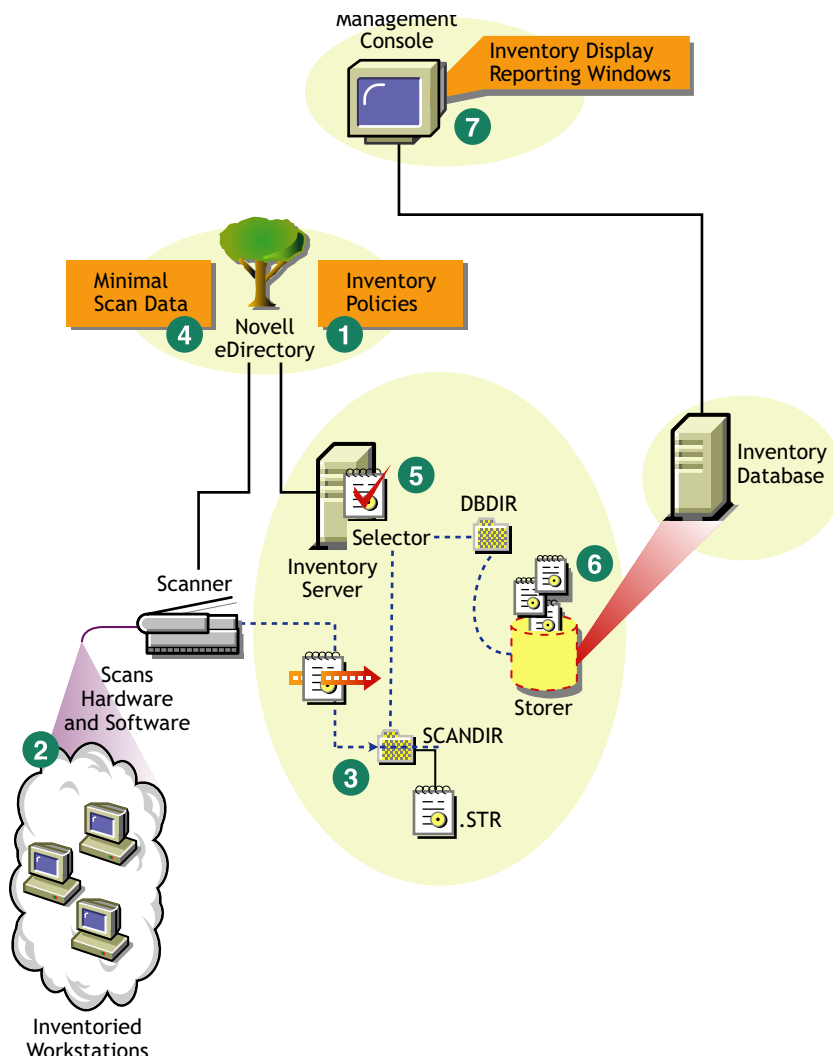 Management
Console
Inventory Display
Reporting Windows
7
Minimal
Scan Data
4
Inventory
Policies
1
Novell
eDirectory
5
Inventory
Database
DBDIR
Selector
6
Inventory
Server
Scanner
Scans
Hardware
and Software
Storer
2
SCANDIR
3
.STR
Inventoried
Workstations